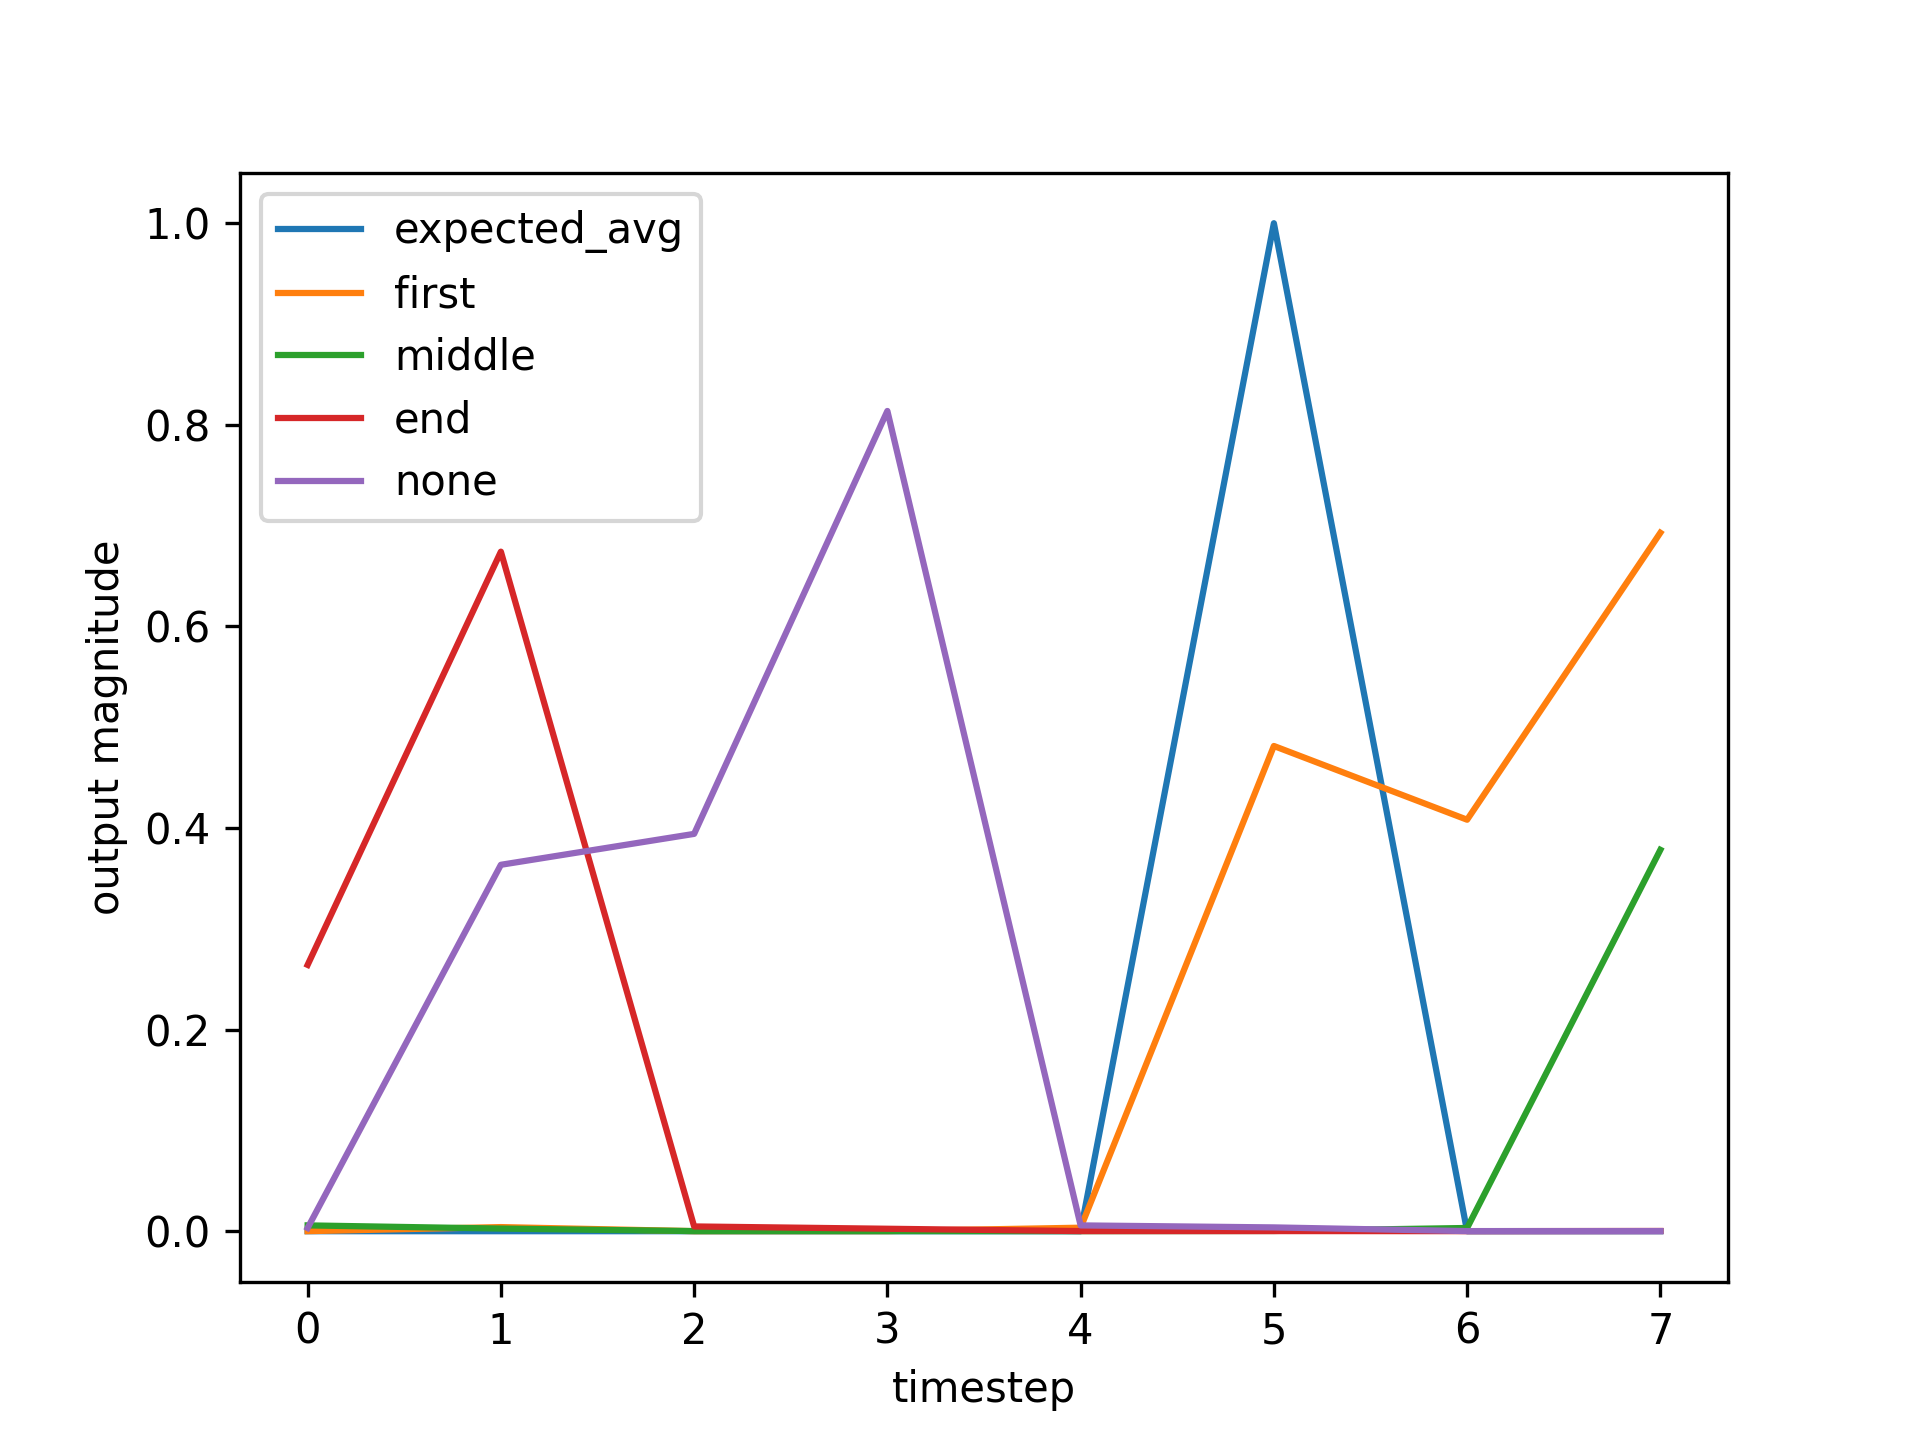 expected_avg
first
middle
end
none
1.0
0.8
0.6
0.4
0.2
0.0
output magnitude
0 1 2 3 4 5 6 7
timestep